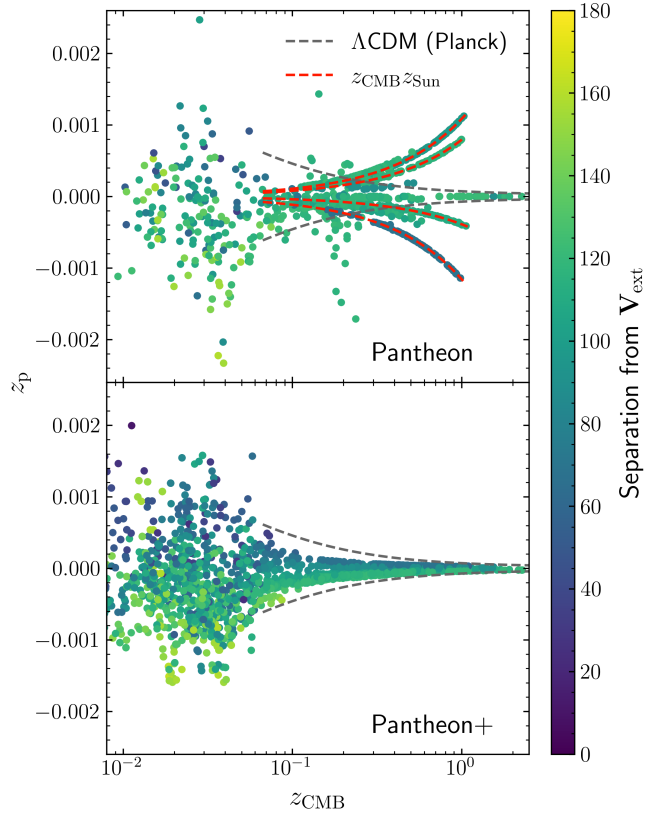 0.002
0.001
0.000
−0.001
−0.002
ΛCDM (Planck)
z_CMB z_Sun
Pantheon
z_p
0.002
0.001
0.000
−0.001
−0.002
Pantheon+
10⁻² 10⁻¹ 10⁰
z_CMB
180
160
140
120
100
80
60
40
20
0
Separation from V_ext